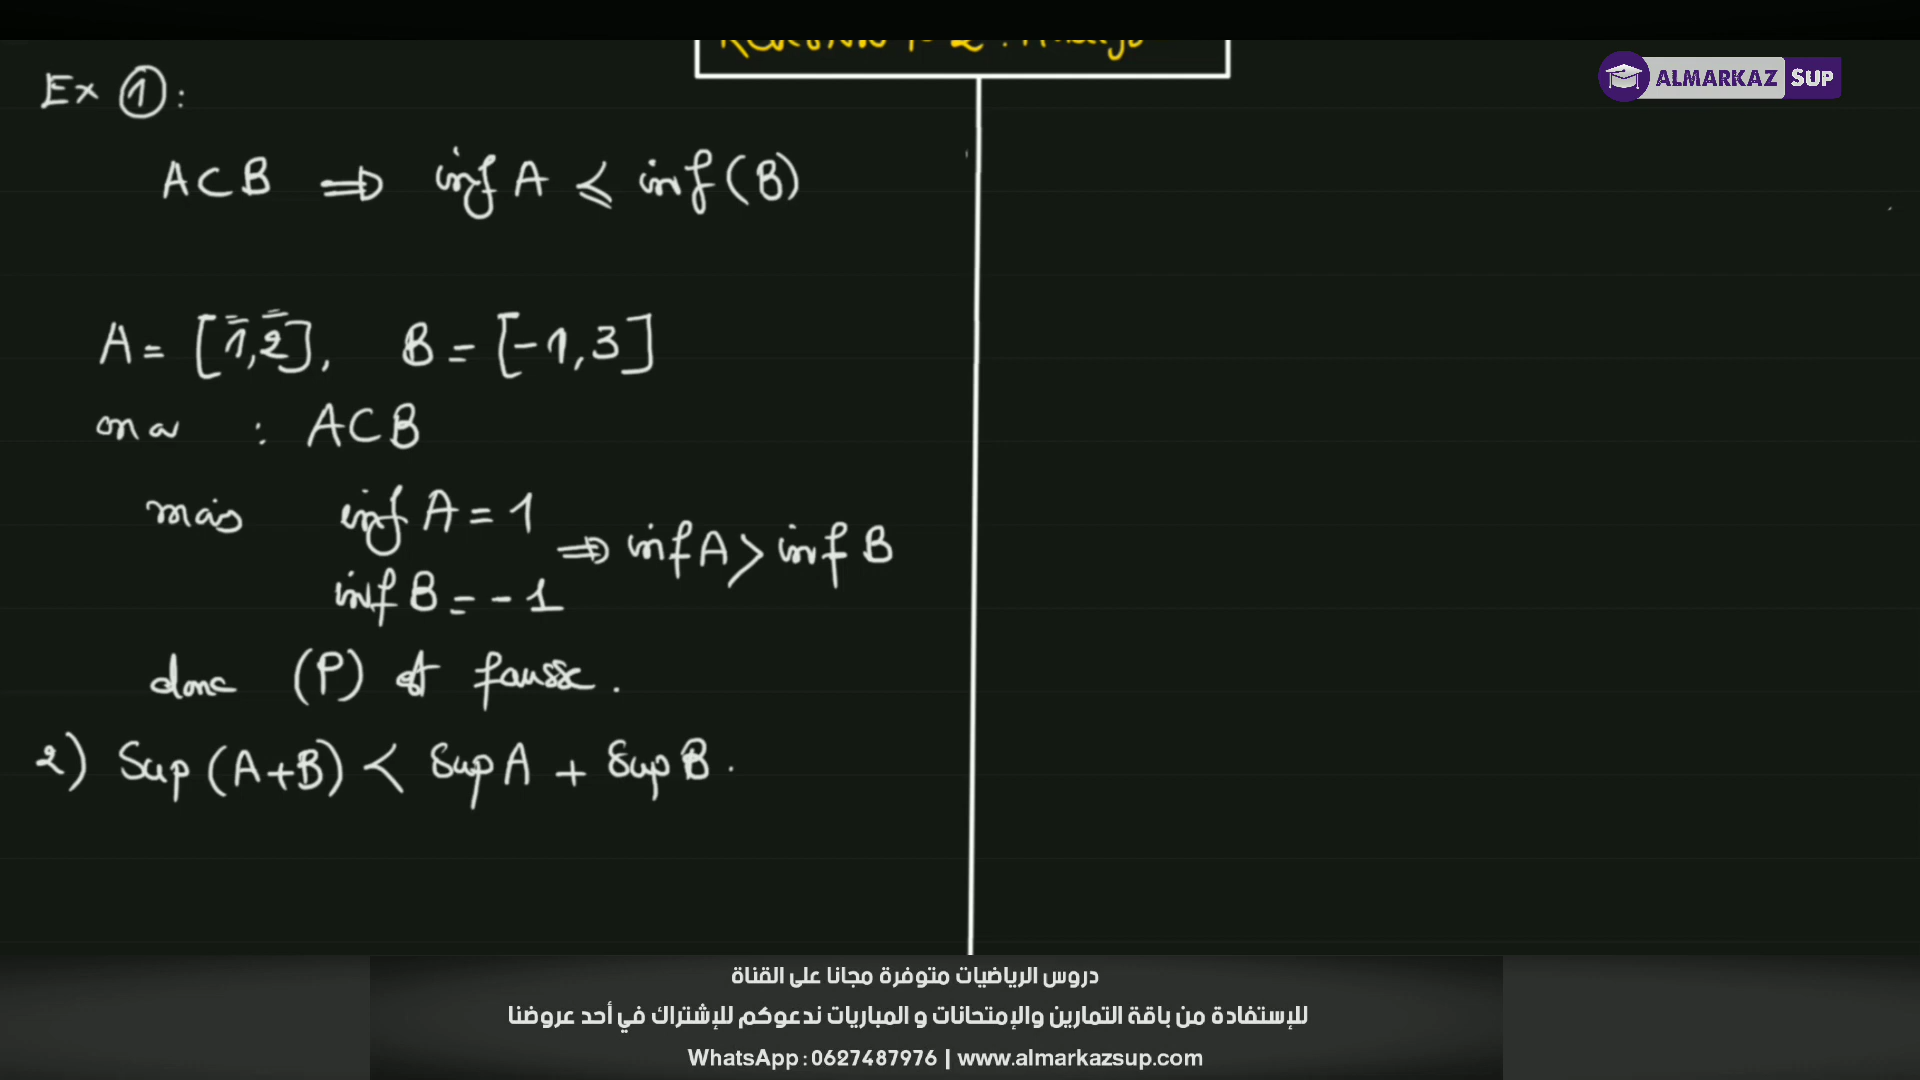 Ex ① :
A ⊂ B ⟹ inf A ⩽ inf (B)
A = [1, 2], B = [-1, 3]
on a : A ⊂ B
mais inf A = 1
⟹ inf A > inf B
inf B = -1
donc (P) est fausse.
2) Sup (A+B) < Sup A + Sup B.
ALMARKAZ SUP
دروس الرياضيات متوفرة مجانا على القناة
للإستفادة من باقة التمارين والإمتحانات و المباريات ندعوكم للإشتراك في أحد عروضنا
WhatsApp : 0627487976 | www.almarkazsup.com